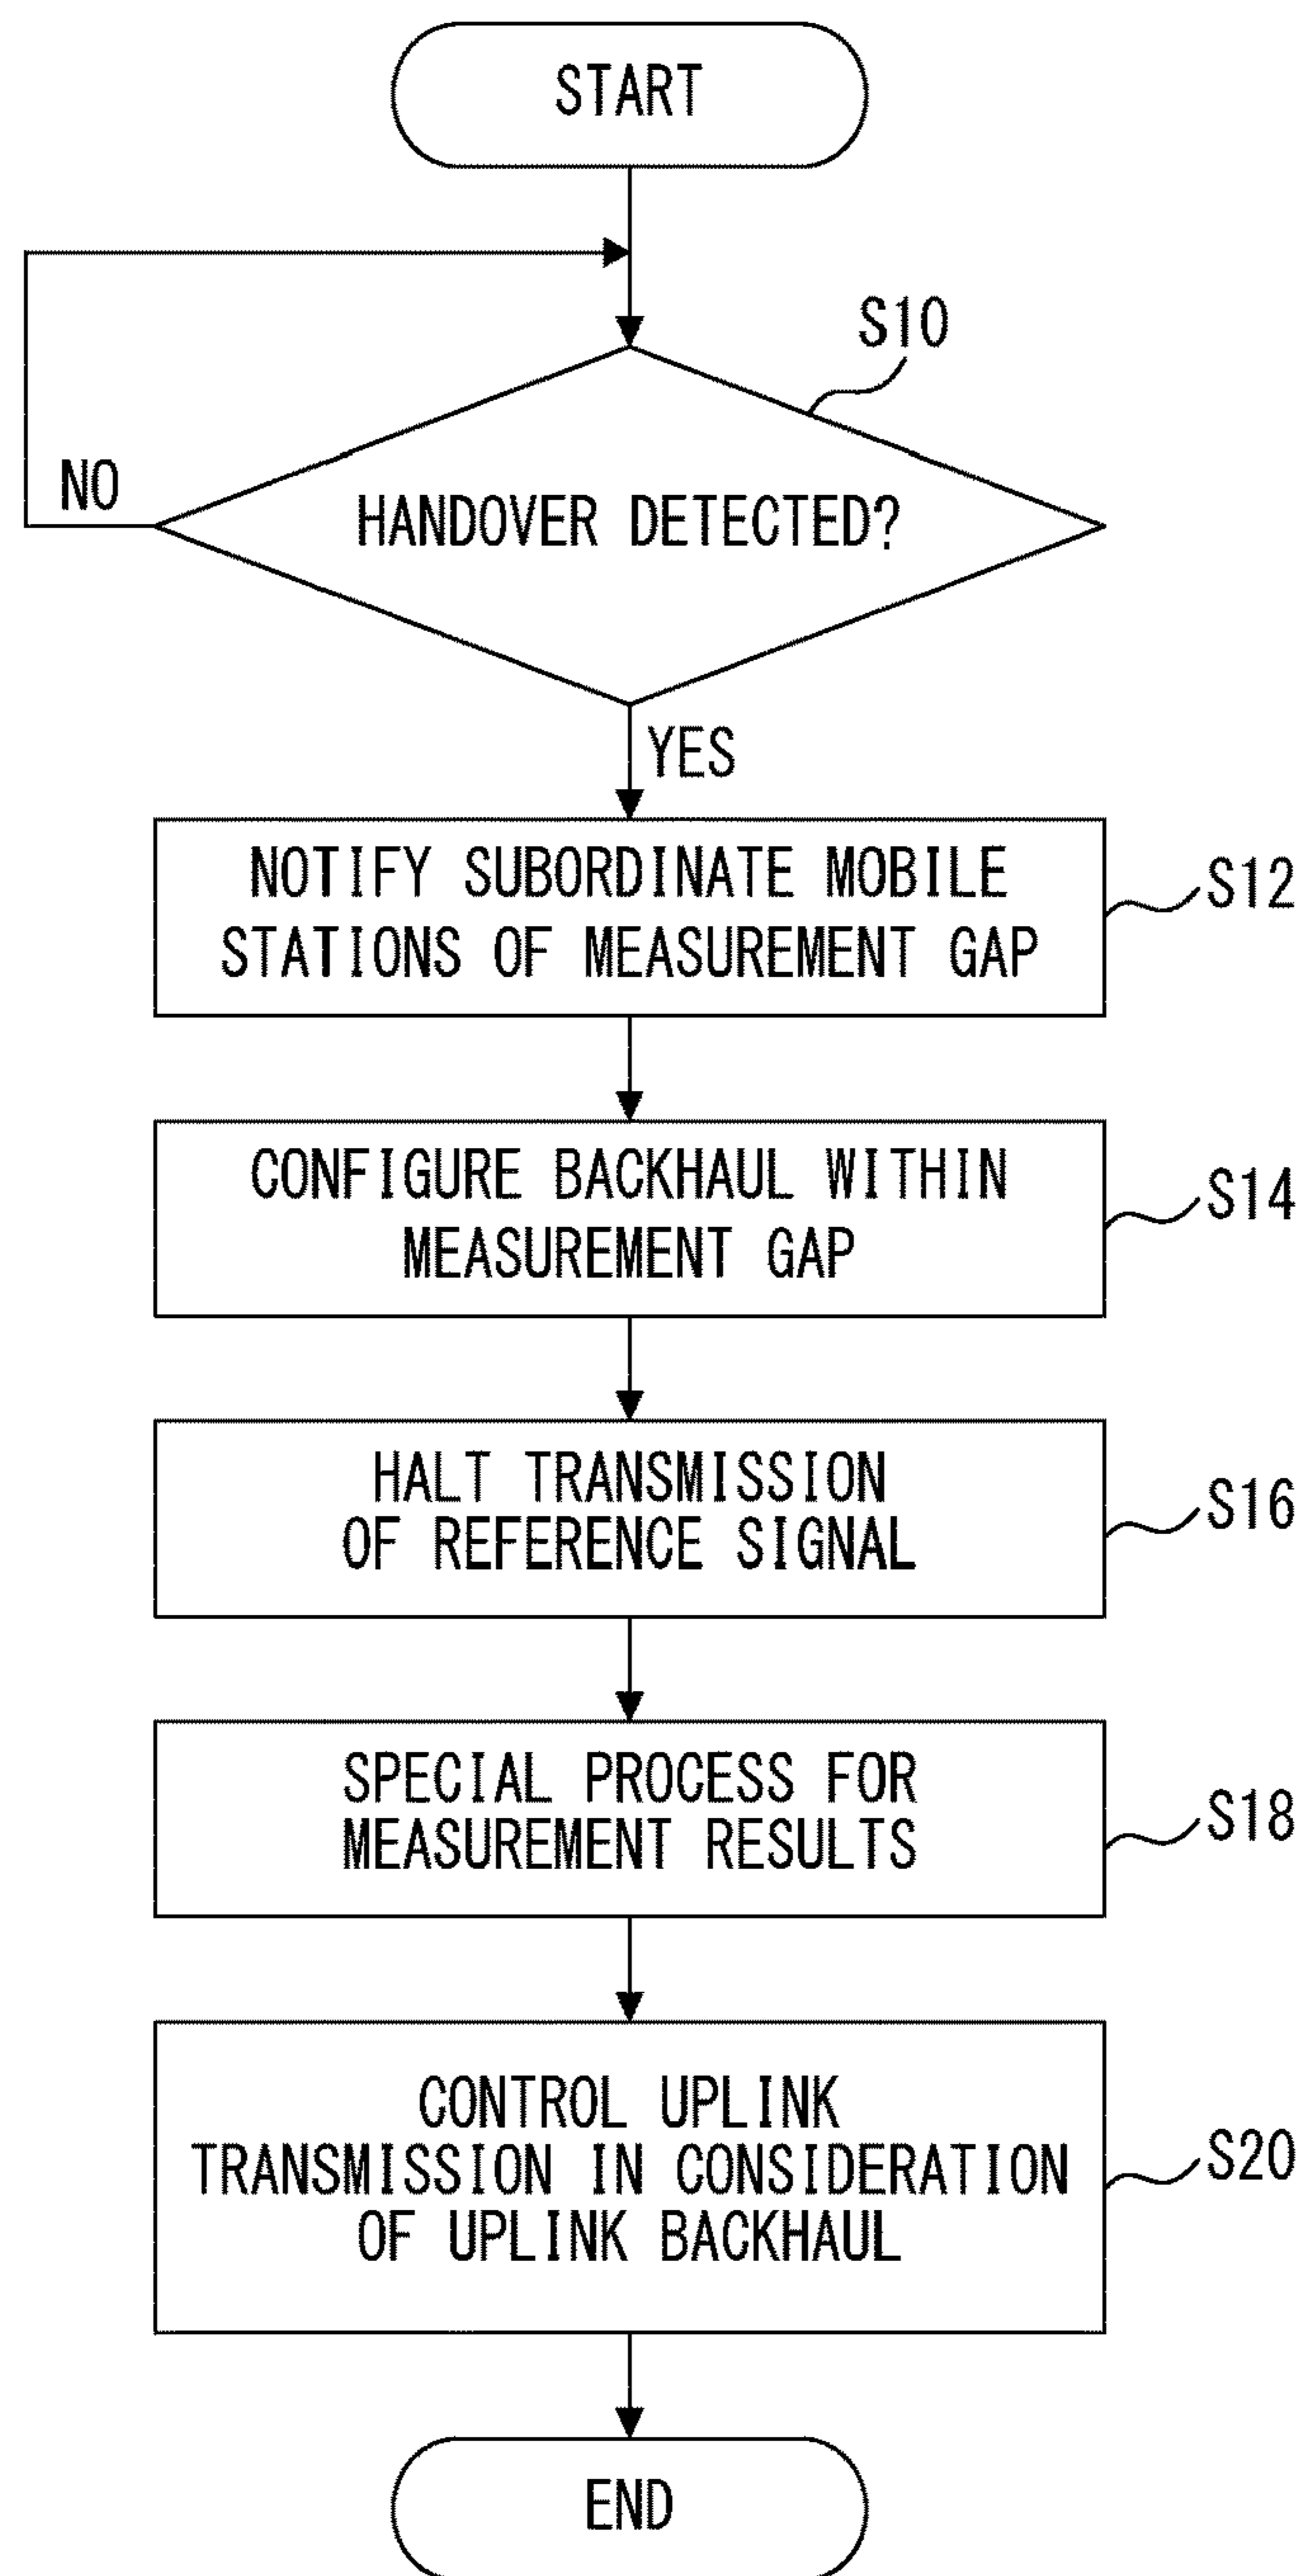 START
S10
HANDOVER DETECTED?
NO
YES
NOTIFY SUBORDINATE MOBILE
STATIONS OF MEASUREMENT GAP
S12
CONFIGURE BACKHAUL WITHIN
MEASUREMENT GAP
S14
HALT TRANSMISSION
OF REFERENCE SIGNAL
S16
SPECIAL PROCESS FOR
MEASUREMENT RESULTS
S18
CONTROL UPLINK
TRANSMISSION IN CONSIDERATION
OF UPLINK BACKHAUL
S20
END